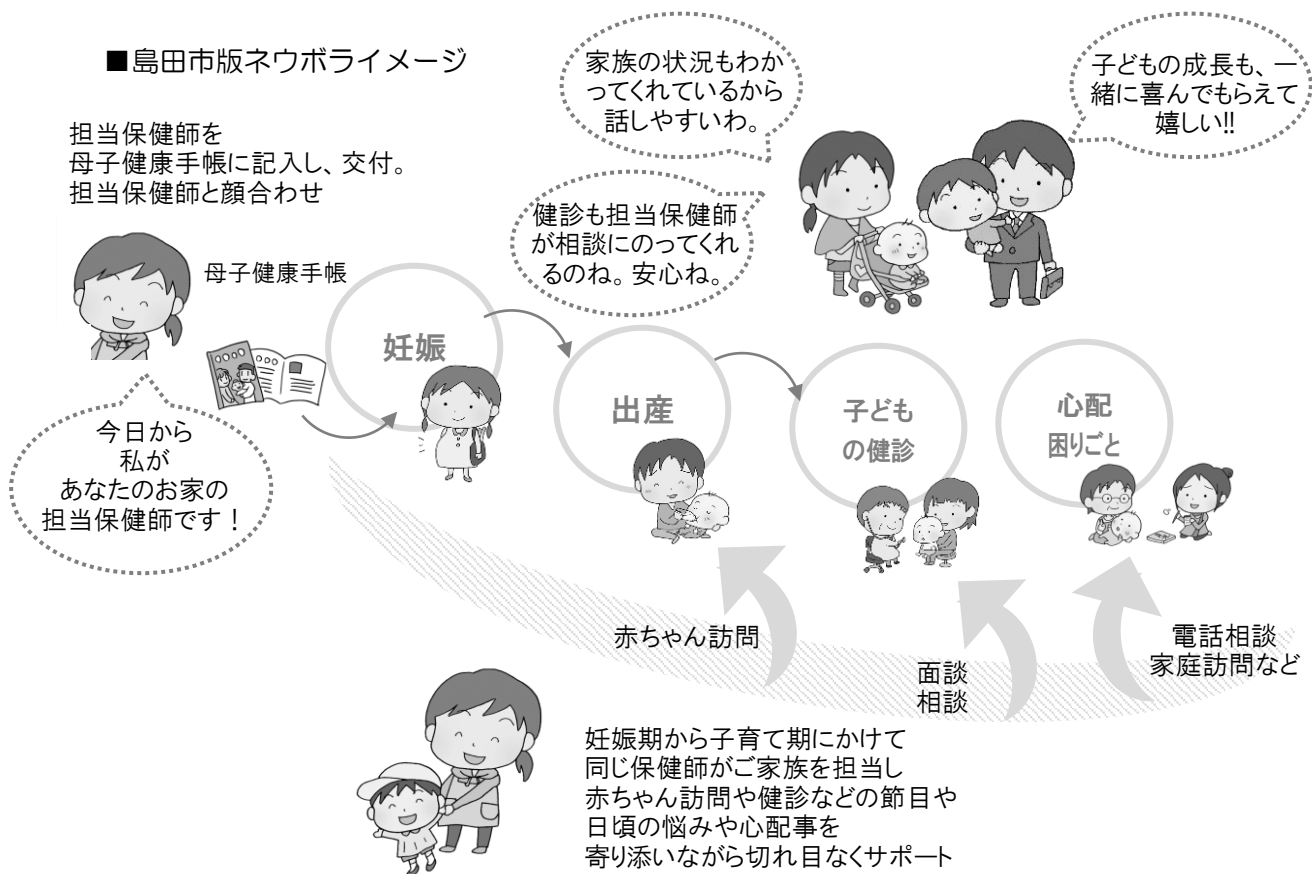 ■島田市版ネウボライメージ
担当保健師を
母子健康手帳に記入し、交付。
担当保健師と顔合わせ
母子健康手帳
今日から
私が
あなたのお家の
担当保健師です！
家族の状況もわか
ってくれているから
話しやすいわ。
健診も担当保健師
が相談にのってくれ
るのね。安心ね。
子どもの成長も、一
緒に喜んでもらえて
嬉しい!!
妊娠
出産
子ども
の健診
心配
困りごと
赤ちゃん訪問
面談
相談
電話相談
家庭訪問など
妊娠期から子育て期にかけて
同じ保健師がご家族を担当し
赤ちゃん訪問や健診などの節目や
日頃の悩みや心配事を
寄り添いながら切れ目なくサポート